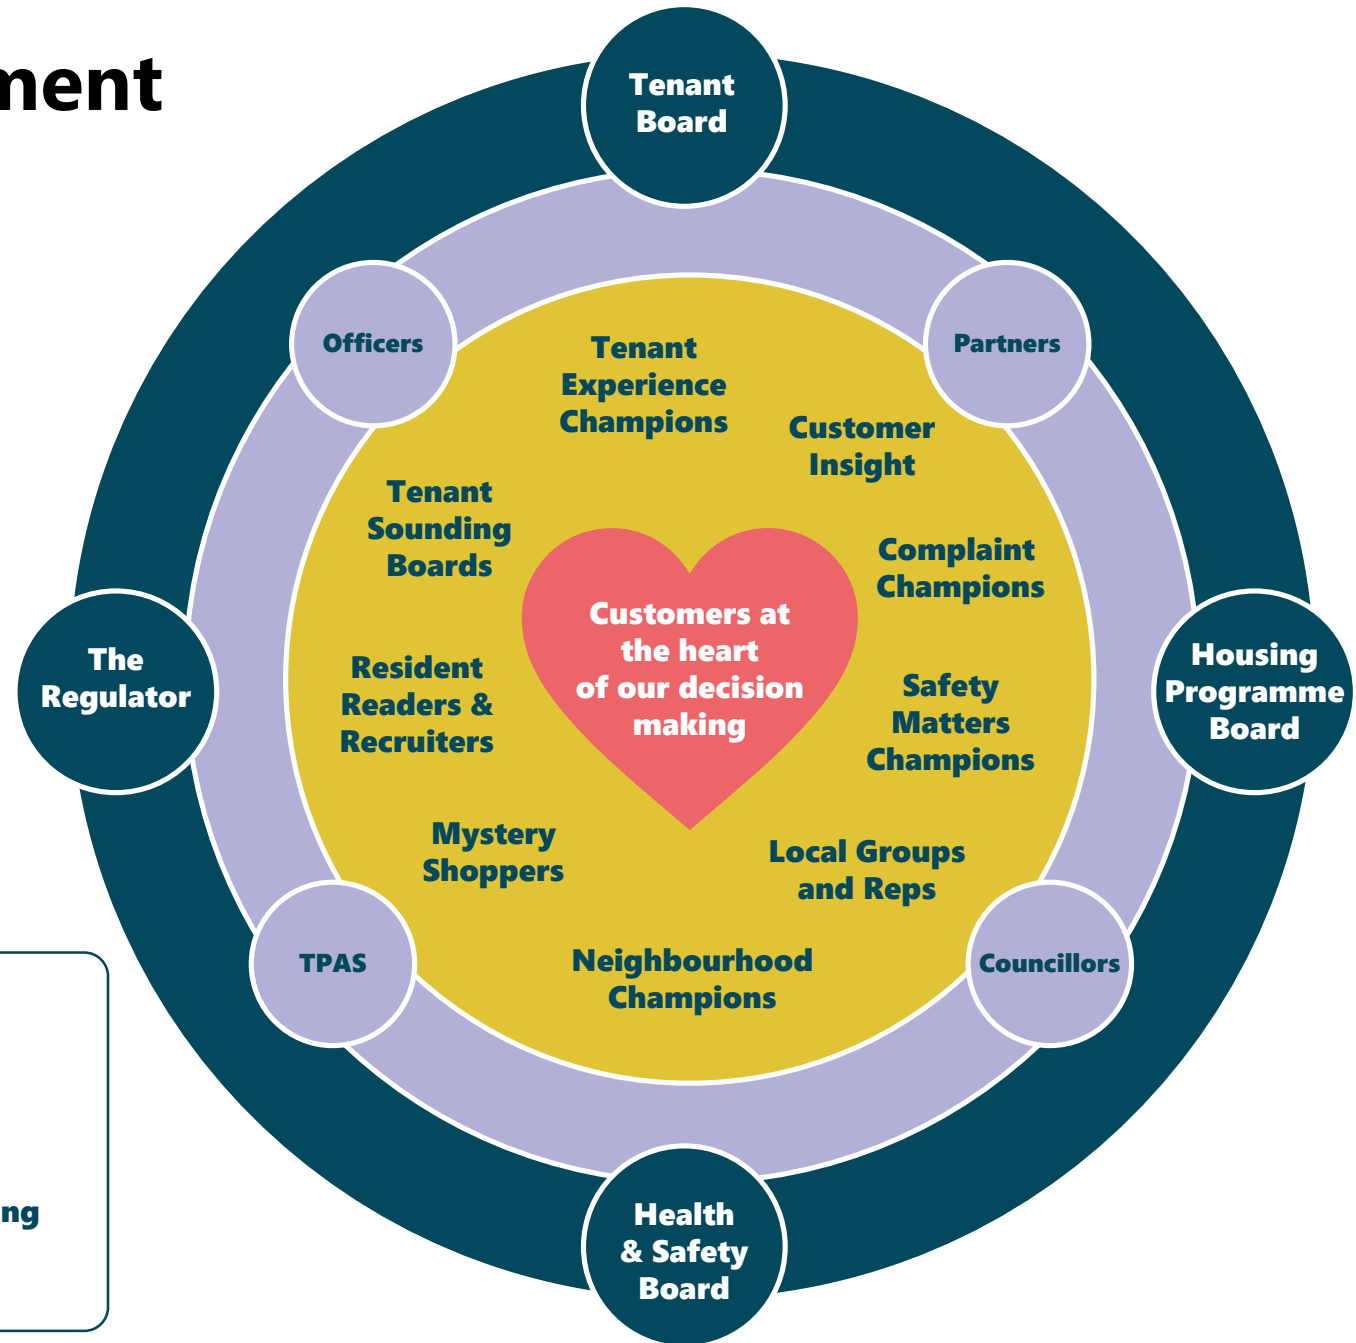 ment
Tenant
Board
Officers
Partners
Tenant
Experience
Champions
Customer
Insight
Tenant
Sounding
Boards
Complaint
Champions
Customers at
the heart
of our decision
making
The
Regulator
Housing
Programme
Board
Resident
Readers &
Recruiters
Safety
Matters
Champions
Mystery
Shoppers
Local Groups
and Reps
TPAS
Neighbourhood
Champions
Councillors
ng
Health
& Safety
Board